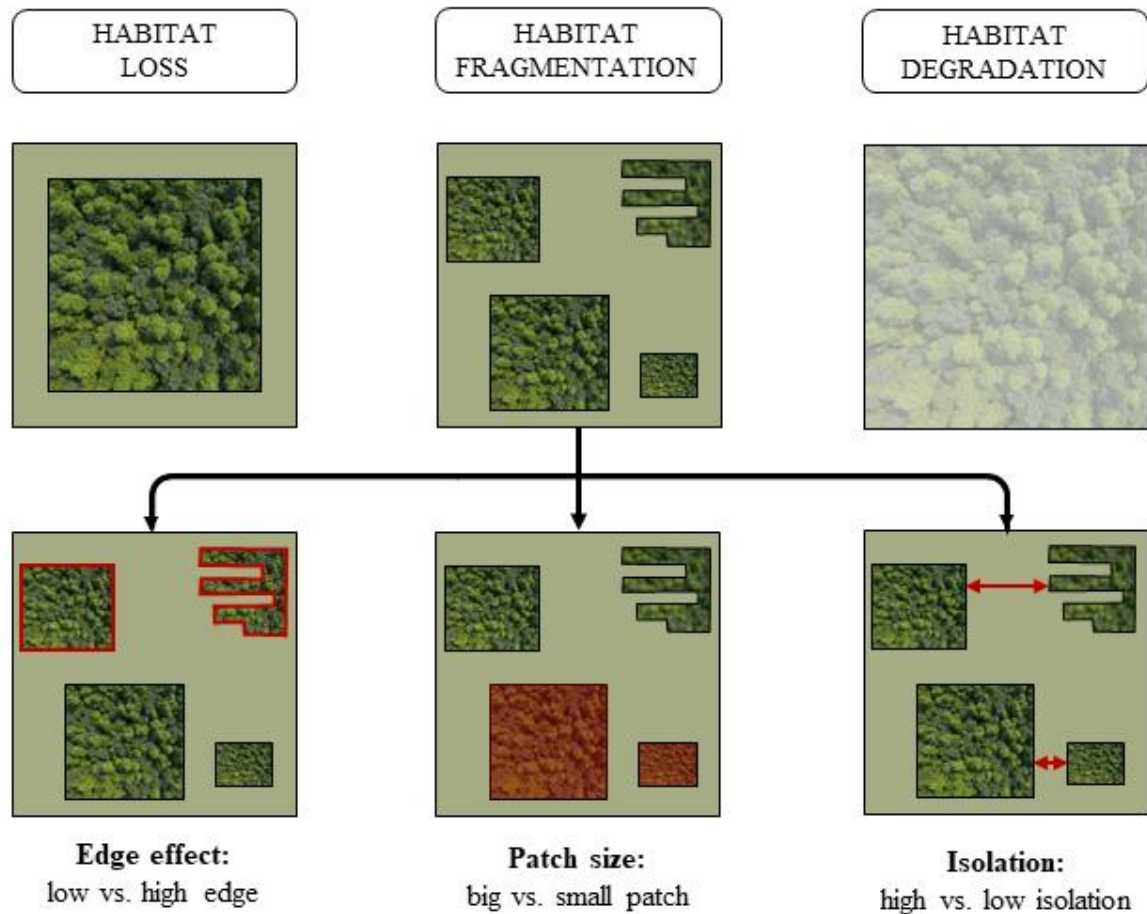 HABITAT
LOSS
HABITAT
FRAGMENTATION
HABITAT
DEGRADATION
Edge effect:
low vs. high edge
Patch size:
big vs. small patch
Isolation:
high vs. low isolation